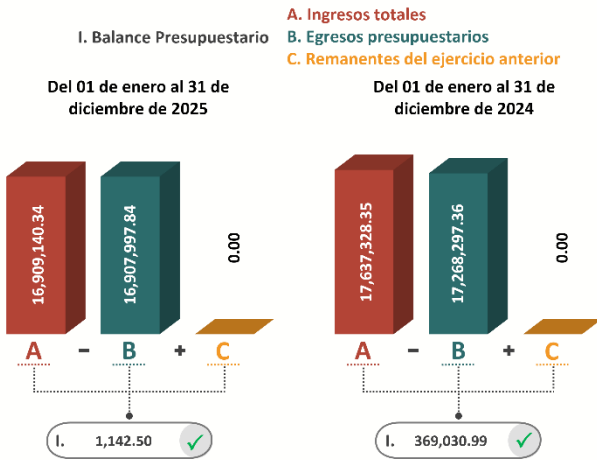 I. Balance Presupuestario
A. Ingresos totales
B. Egresos presupuestarios
C. Remanentes del ejercicio anterior
Del 01 de enero al 31 de
diciembre de 2025
16,909,140.34
16,907,997.84
0.00
A – B + C
I. 1,142.50 ✓
Del 01 de enero al 31 de
diciembre de 2024
17,637,328.35
17,268,297.36
0.00
A – B + C
I. 369,030.99 ✓